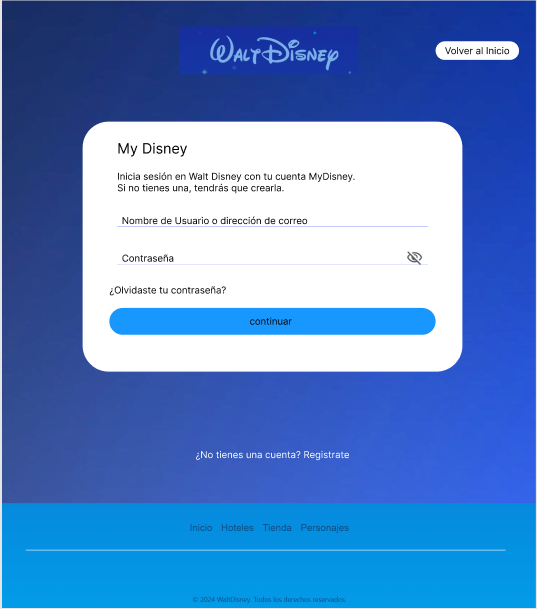 Walt Disney
Volver al Inicio
My Disney
Inicia sesión en Walt Disney con tu cuenta MyDisney.
Si no tienes una, tendrás que crearla.
Nombre de Usuario o dirección de correo
Contraseña
¿Olvidaste tu contraseña?
continuar
¿No tienes una cuenta? Registrate
Inicio Hoteles Tienda Personajes
© 2024 WaltDisney. Todos los derechos reservados.